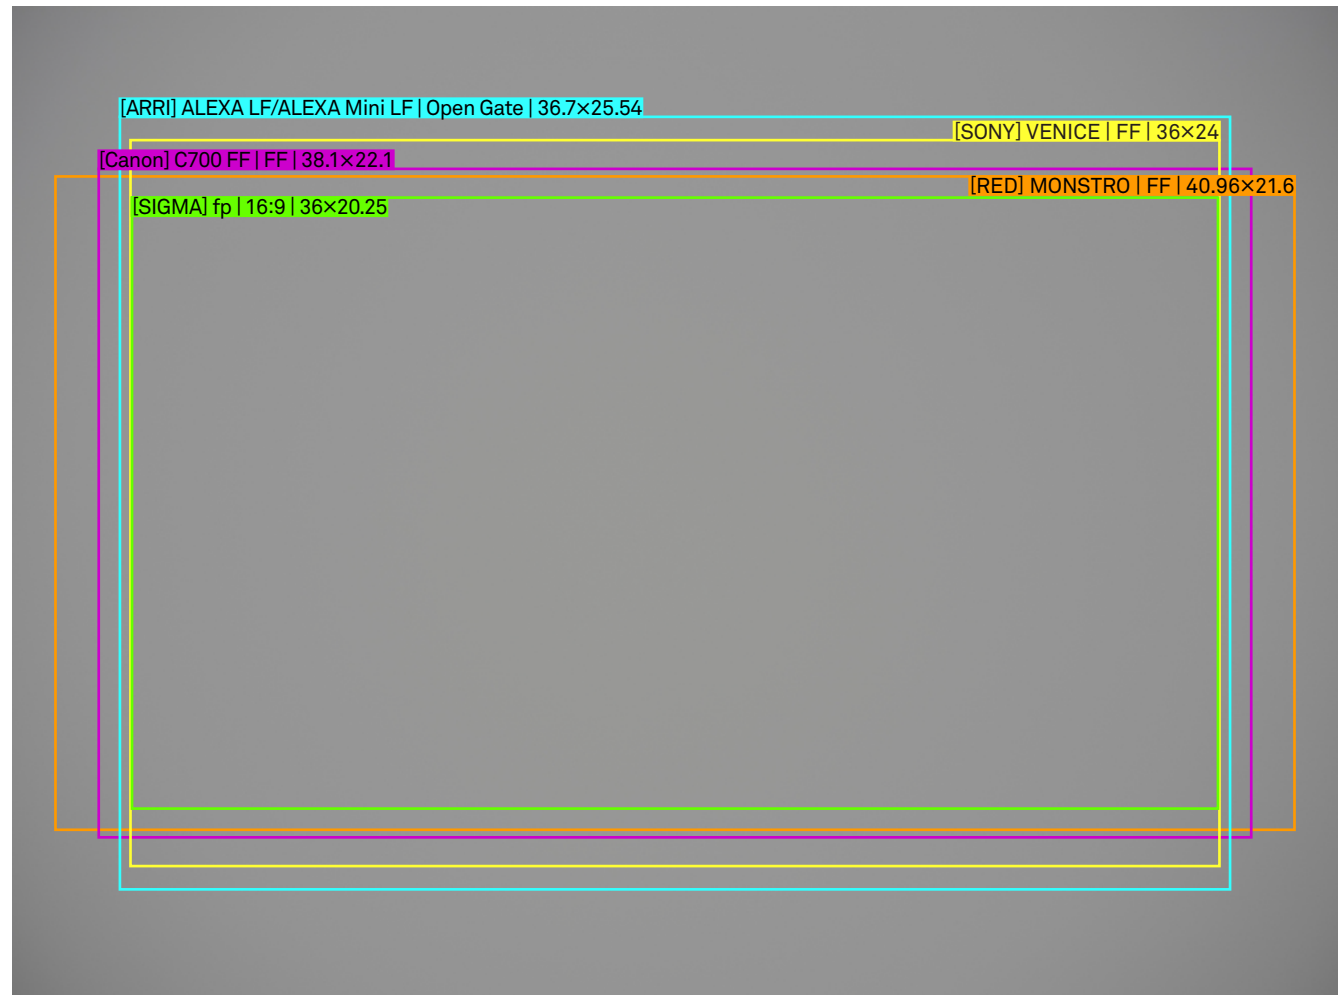 [ARRI] ALEXA LF/ALEXA Mini LF | Open Gate | 36.7×25.54
[SONY] VENICE | FF | 36×24
[Canon] C700 FF | FF | 38.1×22.1
[RED] MONSTRO | FF | 40.96×21.6
[SIGMA] fp | 16:9 | 36×20.25